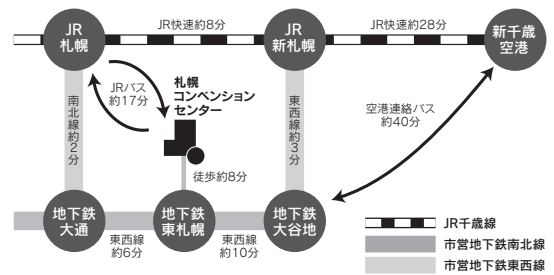 JR快速約8分
JR快速約28分
JR
札幌
JR
新札幌
新千歳
空港
JRバス
約17分
札幌
コンベンション
センター
南北線約2分
東西線約3分
空港連絡バス
約40分
徒歩約8分
地下鉄
大通
地下鉄
東札幌
地下鉄
大谷地
東西線
約6分
東西線
約10分
JR千歳線
市営地下鉄南北線
市営地下鉄東西線